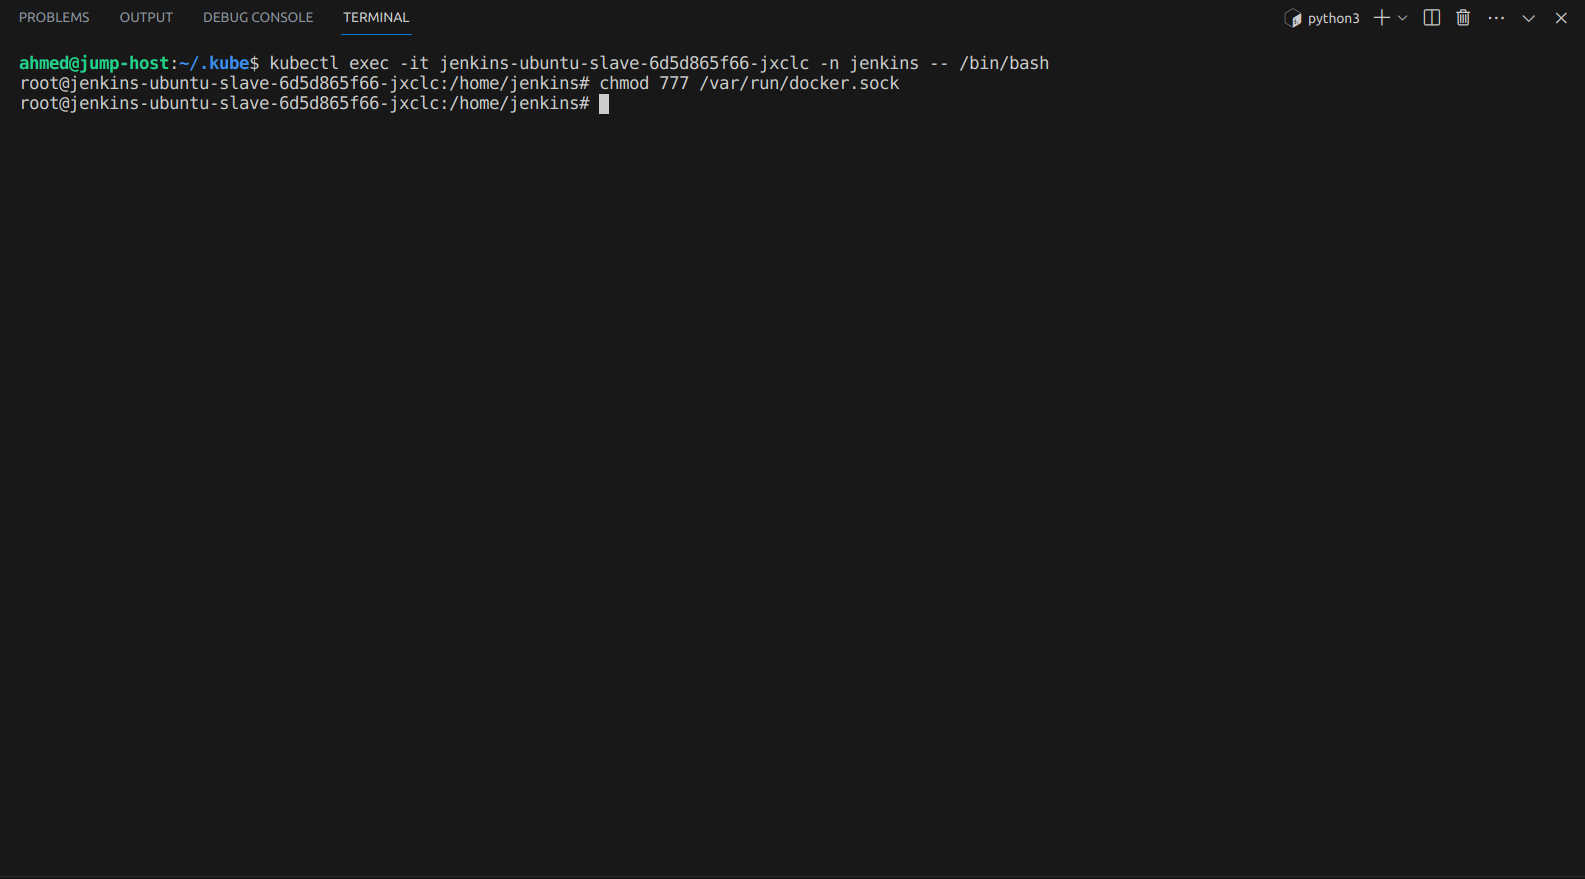 PROBLEMS OUTPUT DEBUG CONSOLE TERMINAL python3
ahmed@jump-host:~/.kube$ kubectl exec -it jenkins-ubuntu-slave-6d5d865f66-jxclc -n jenkins -- /bin/bash
root@jenkins-ubuntu-slave-6d5d865f66-jxclc:/home/jenkins# chmod 777 /var/run/docker.sock
root@jenkins-ubuntu-slave-6d5d865f66-jxclc:/home/jenkins#